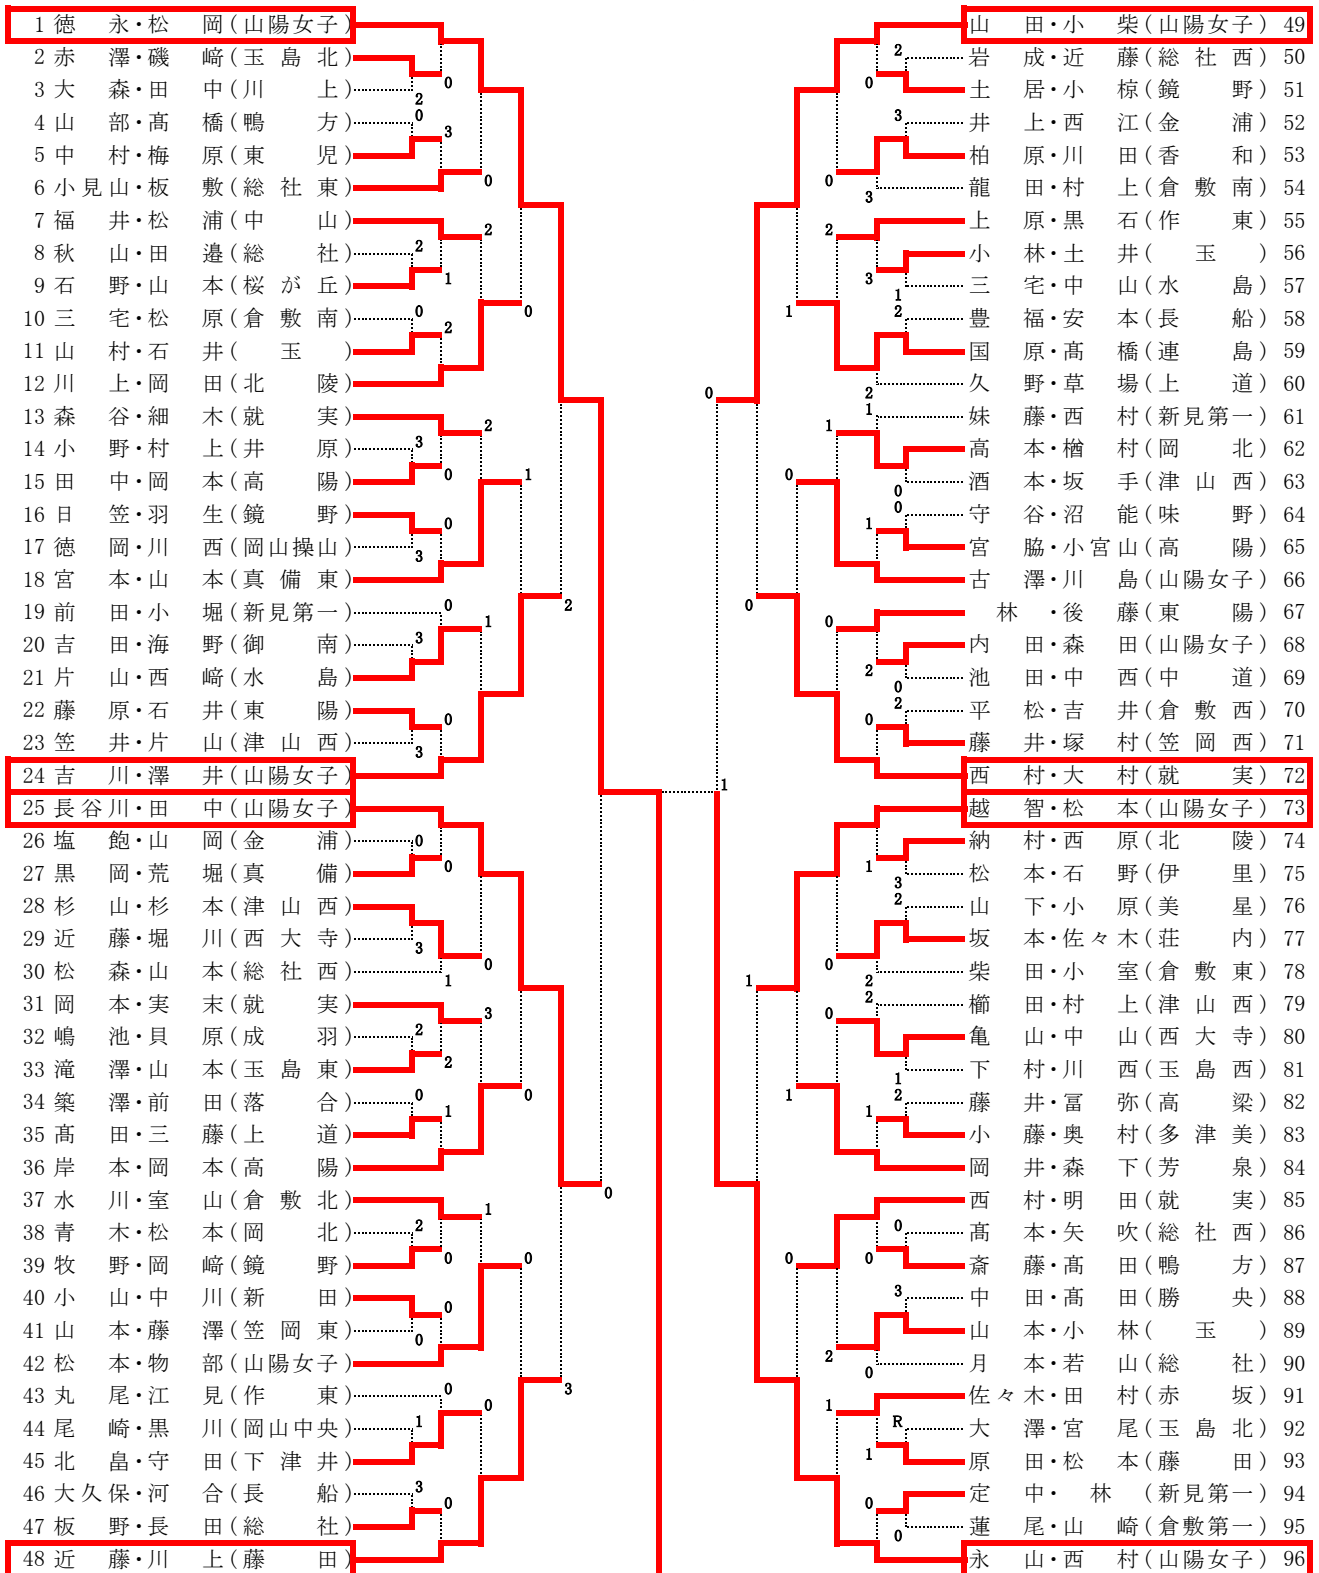 1 徳永・松岡(山陽女子)
2 赤澤・磯﨑(玉島北)
3 大森・田中(川上)
4 山部・髙橋(鴨方)
5 中村・梅原(東児)
6 小見山・板敷(総社東)
7 福井・松浦(中山)
8 秋山・田邉(総社)
9 石野・山本(桜が丘)
10 三宅・松原(倉敷南)
11 山村・石井(玉)
12 川上・岡田(北陵)
13 森谷・細木(就実)
14 小野・村上(井原)
15 田中・岡本(高陽)
16 日笠・羽生(鏡野)
17 徳岡・川西(岡山操山)
18 宮本・山本(真備東)
19 前田・小堀(新見第一)
20 吉田・海野(御南)
21 片山・西﨑(水島)
22 藤原・石井(東陽)
23 笠井・片山(津山西)
24 吉川・澤井(山陽女子)
25 長谷川・田中(山陽女子)
26 塩飽・山岡(金浦)
27 黒岡・荒堀(真備)
28 杉山・杉本(津山西)
29 近藤・堀川(西大寺)
30 松森・山本(総社西)
31 岡本・実末(就実)
32 嶋池・貝原(成羽)
33 滝澤・山本(玉島東)
34 築澤・前田(落合)
35 髙田・三藤(上道)
36 岸本・岡本(高陽)
37 水川・室山(倉敷北)
38 青木・松本(岡北)
39 牧野・岡﨑(鏡野)
40 小山・中川(新田)
41 山本・藤澤(笠岡東)
42 松本・物部(山陽女子)
43 丸尾・江見(作東)
44 尾崎・黒川(岡山中央)
45 北畠・守田(下津井)
46 大久保・河合(長船)
47 板野・長田(総社)
48 近藤・川上(藤田)
山田・小柴(山陽女子) 49
岩成・近藤(総社西) 50
土居・小椋(鏡野) 51
井上・西江(金浦) 52
柏原・川田(香和) 53
龍田・村上(倉敷南) 54
上原・黒石(作東) 55
小林・土井(玉) 56
三宅・中山(水島) 57
豊福・安本(長船) 58
国原・髙橋(連島) 59
久野・草場(上道) 60
妹藤・西村(新見第一) 61
高本・楢村(岡北) 62
酒本・坂手(津山西) 63
守谷・沼能(味野) 64
宮脇・小宮山(高陽) 65
古澤・川島(山陽女子) 66
林・後藤(東陽) 67
内田・森田(山陽女子) 68
池田・中西(中道) 69
平松・吉井(倉敷西) 70
藤井・塚村(笠岡西) 71
西村・大村(就実) 72
越智・松本(山陽女子) 73
納村・西原(北陵) 74
松本・石野(伊里) 75
山下・小原(美星) 76
坂本・佐々木(荘内) 77
柴田・小室(倉敷東) 78
櫛田・村上(津山西) 79
亀山・中山(西大寺) 80
下村・川西(玉島西) 81
藤井・冨弥(高梁) 82
小藤・奥村(多津美) 83
岡井・森下(芳泉) 84
西村・明田(就実) 85
髙本・矢吹(総社西) 86
斎藤・髙田(鴨方) 87
中田・髙田(勝央) 88
山本・小林(玉) 89
月本・若山(総社) 90
佐々木・田村(赤坂) 91
大澤・宮尾(玉島北) 92
原田・松本(藤田) 93
定中・林(新見第一) 94
蓮尾・山崎(倉敷第一) 95
永山・西村(山陽女子) 96